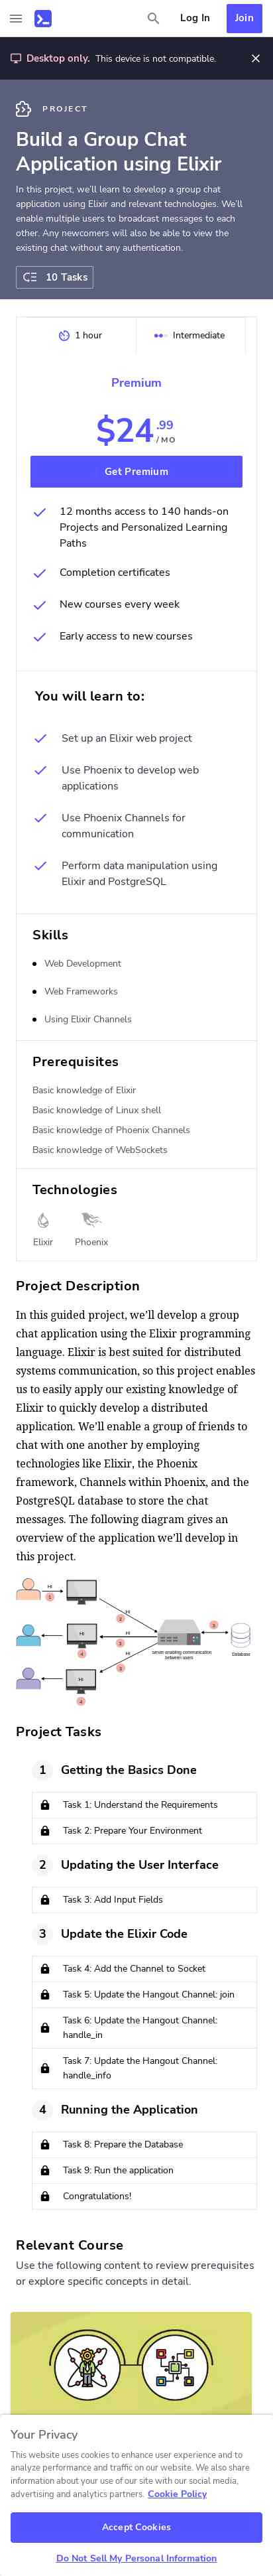 Log In
Join
Desktop only. This device is not compatible.
PROJECT
Build a Group Chat
Application using Elixir
In this project, we'll learn to develop a group chat
application using Elixir and relevant technologies. We'll
enable multiple users to broadcast messages to each
other. Any newcomers will also be able to view the
existing chat without any authentication.
10 Tasks
1 hour
Intermediate
Premium
$24.99
/ MO
Get Premium
12 months access to 140 hands-on
Projects and Personalized Learning
Paths
Completion certificates
New courses every week
Early access to new courses
You will learn to:
Set up an Elixir web project
Use Phoenix to develop web
applications
Use Phoenix Channels for
communication
Perform data manipulation using
Elixir and PostgreSQL
Skills
Web Development
Web Frameworks
Using Elixir Channels
Prerequisites
Basic knowledge of Elixir
Basic knowledge of Linux shell
Basic knowledge of Phoenix Channels
Basic knowledge of WebSockets
Technologies
Elixir
Phoenix
Project Description
In this guided project, we'll develop a group
chat application using the Elixir programming
language. Elixir is best suited for distributed
systems communication, so this project enables
us to easily apply our existing knowledge of
Elixir to quickly develop a distributed
application. We'll enable a group of friends to
chat with one another by employing
technologies like Elixir, the Phoenix
framework, Channels within Phoenix, and the
PostgreSQL database to store the chat
messages. The following diagram gives an
overview of the application we'll develop in
this project.
Hi
1
Hi
2
Hi
Hi
3
3
4
server enabling communication
between users
Database
Hi
Hi
3
4
Project Tasks
1 Getting the Basics Done
Task 1: Understand the Requirements
Task 2: Prepare Your Environment
2 Updating the User Interface
Task 3: Add Input Fields
3 Update the Elixir Code
Task 4: Add the Channel to Socket
Task 5: Update the Hangout Channel: join
Task 6: Update the Hangout Channel:
handle_in
Task 7: Update the Hangout Channel:
handle_info
4 Running the Application
Task 8: Prepare the Database
Task 9: Run the application
Congratulations!
Relevant Course
Use the following content to review prerequisites
or explore specific concepts in detail.
Your Privacy
This website uses cookies to enhance user experience and to
analyze performance and traffic on our website. We also share
information about your use of our site with our social media,
advertising and analytics partners. Cookie Policy
Accept Cookies
Do Not Sell My Personal Information